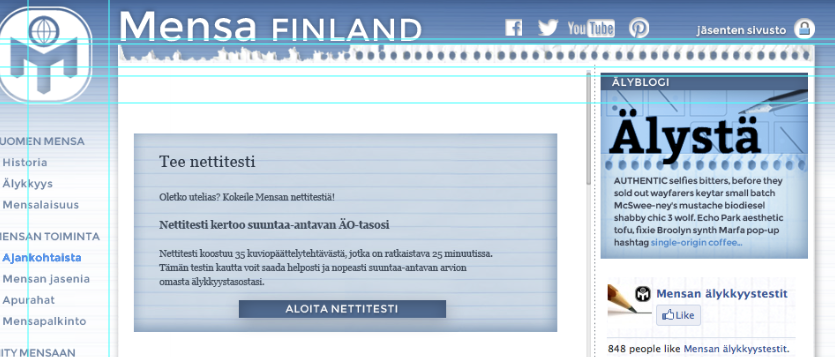 Mensa FINLAND
You Tube
jäsenten sivusto
UOMEN MENSA
Historia
Älykkyys
Mensalaisuus
MENSAN TOIMINTA
Ajankohtaista
Mensan jasenia
Apurahat
Mensapalkinto
ITY MENSAAN
Tee nettitesti
Oletko utelias? Kokeile Mensan nettitestiä!
Nettitesti kertoo suuntaa-antavan ÄO-tasosi
Nettitesti koostuu 35 kuviopäättelytehtävästä, jotka on ratkaistava 25 minuutissa.
Tämän testin kautta voit saada helposti ja nopeasti suuntaa-antavan arvion
omasta älykkyystasostasi.
ALOITA NETTITESTI
ÄLYBLOGI
Älystä
AUTHENTIC selfies bitters, before they
sold out wayfarers keytar small batch
McSwee-ney's mustache biodiesel
shabby chic 3 wolf. Echo Park aesthetic
tofu, fixie Broolyn synth Marfa pop-up
hashtag single-origin coffee...
Mensan älykkyystestit
Like
848 people like Mensan älykkyystestit.